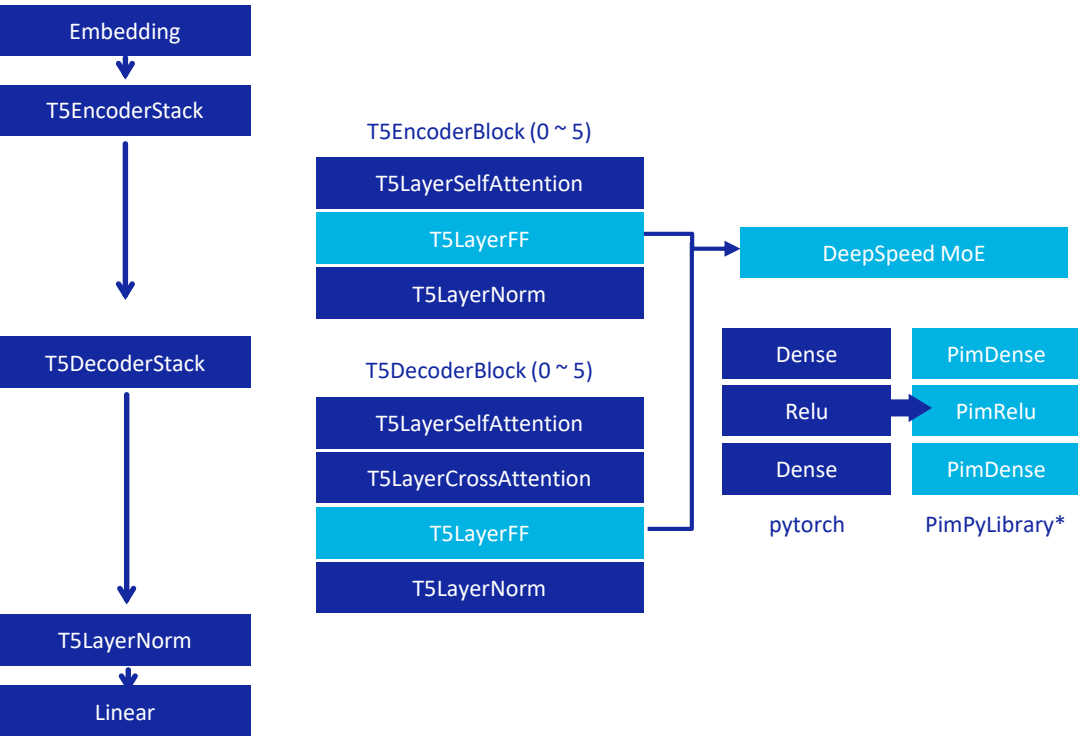 Embedding
T5EncoderStack
T5DecoderStack
T5LayerNorm
Linear
T5EncoderBlock (0 ~ 5)
T5LayerSelfAttention
T5LayerFF
T5LayerNorm
T5DecoderBlock (0 ~ 5)
T5LayerSelfAttention
T5LayerCrossAttention
T5LayerFF
T5LayerNorm
DeepSpeed MoE
Dense
PimDense
Relu
PimRelu
Dense
PimDense
pytorch
PimPyLibrary*